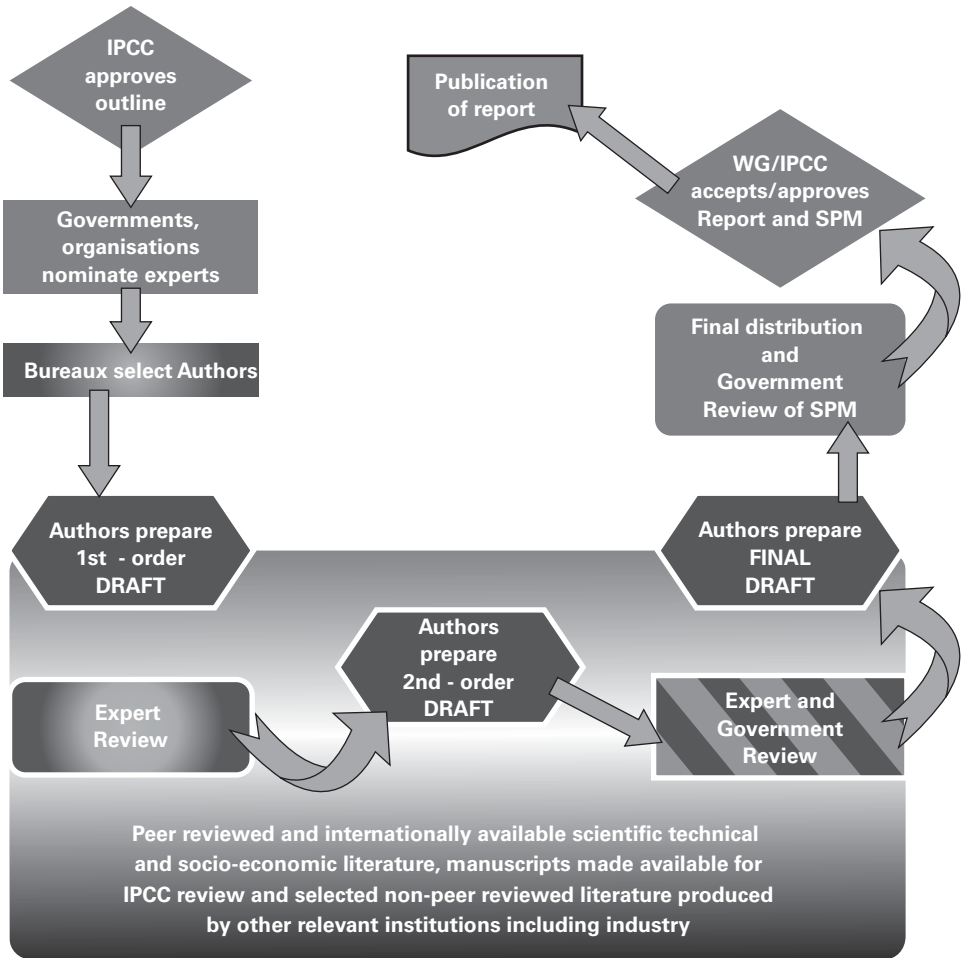 IPCC
approves
outline
Governments,
organisations
nominate experts
Bureaux select Authors
Authors prepare
1st - order
DRAFT
Expert
Review
Authors
prepare
2nd - order
DRAFT
Expert and
Government
Review
Authors prepare
FINAL
DRAFT
Final distribution
and
Government
Review of SPM
WG/IPCC
accepts/approves
Report and SPM
Publication
of report
Peer reviewed and internationally available scientific technical
and socio-economic literature, manuscripts made available for
IPCC review and selected non-peer reviewed literature produced
by other relevant institutions including industry